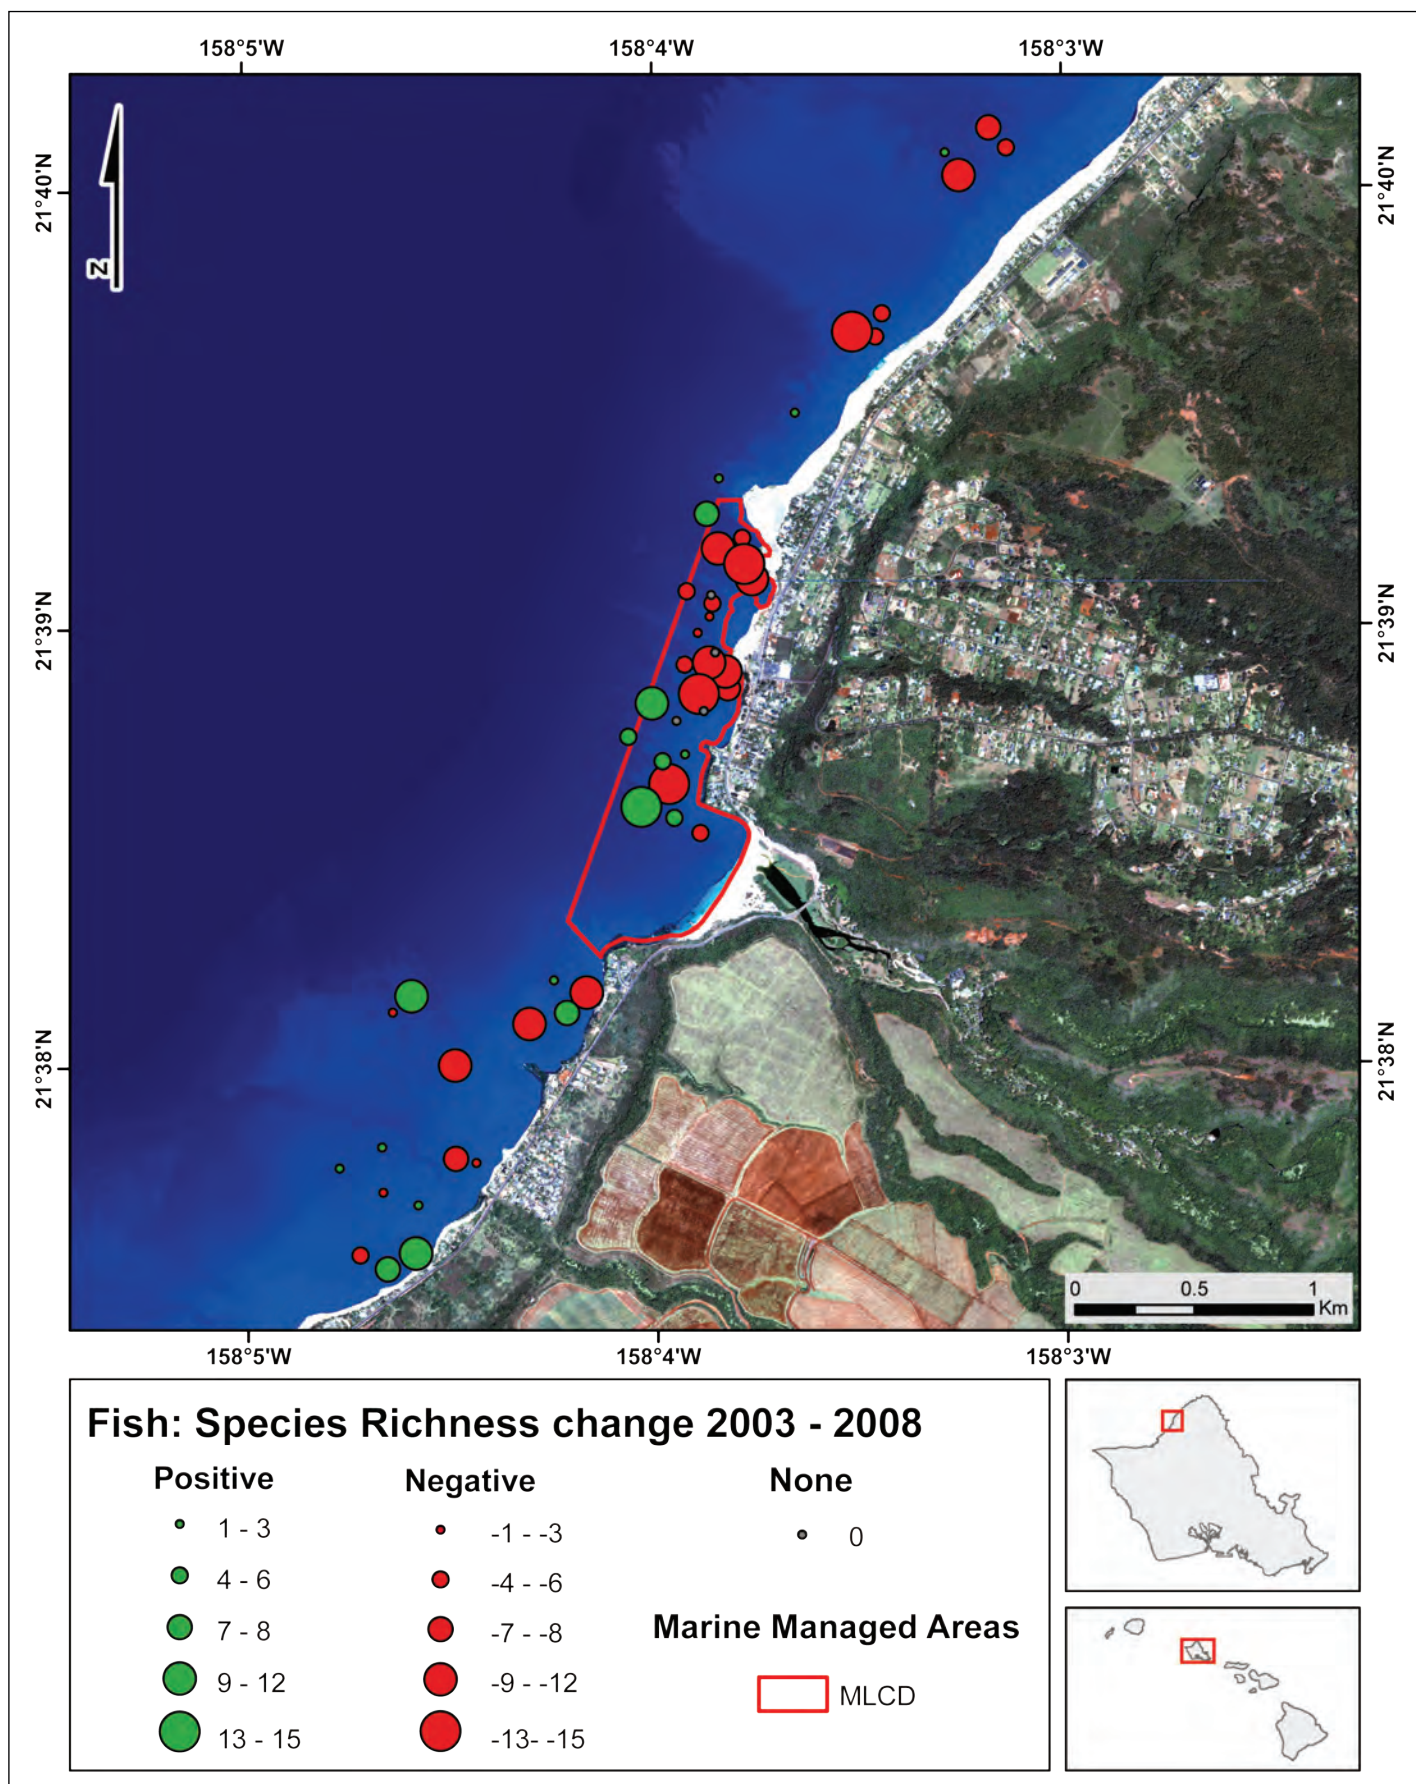 158°5'W 158°4'W 158°3'W
21°40'N 21°40'N
N
21°39'N 21°39'N
21°38'N 21°38'N
0 0.5 1
Km
158°5'W 158°4'W 158°3'W
Fish: Species Richness change 2003 - 2008
Positive Negative None
1 - 3 -1 - -3 0
4 - 6 -4 - -6
7 - 8 -7 - -8
Marine Managed Areas
9 - 12 -9 - -12
MLCD
13 - 15 -13- -15